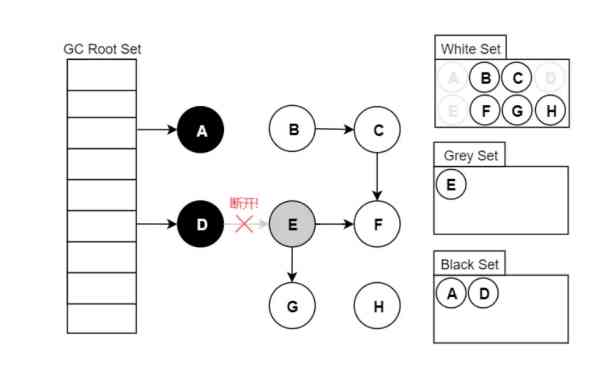 GC Root Set
White Set
A B C D
E F G H
A
B
C
Grey Set
E
断开!
D
E
F
Black Set
A D
G
H